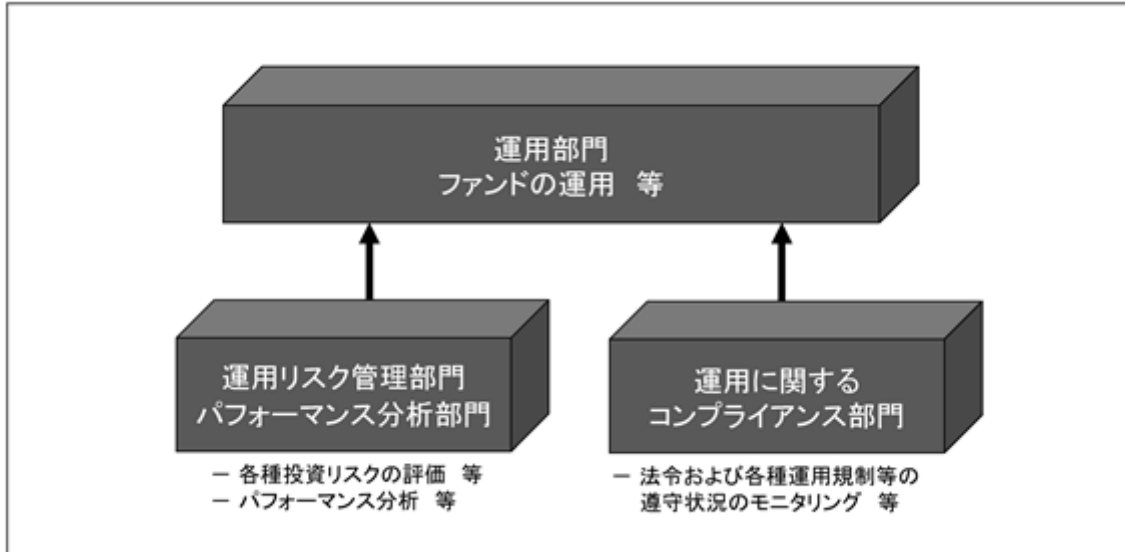 運用部門
ファンドの運用 等
運用リスク管理部門
パフォーマンス分析部門
運用に関する
コンプライアンス部門
－ 各種投資リスクの評価 等
－ パフォーマンス分析 等
－ 法令および各種運用規制等の
遵守状況のモニタリング 等